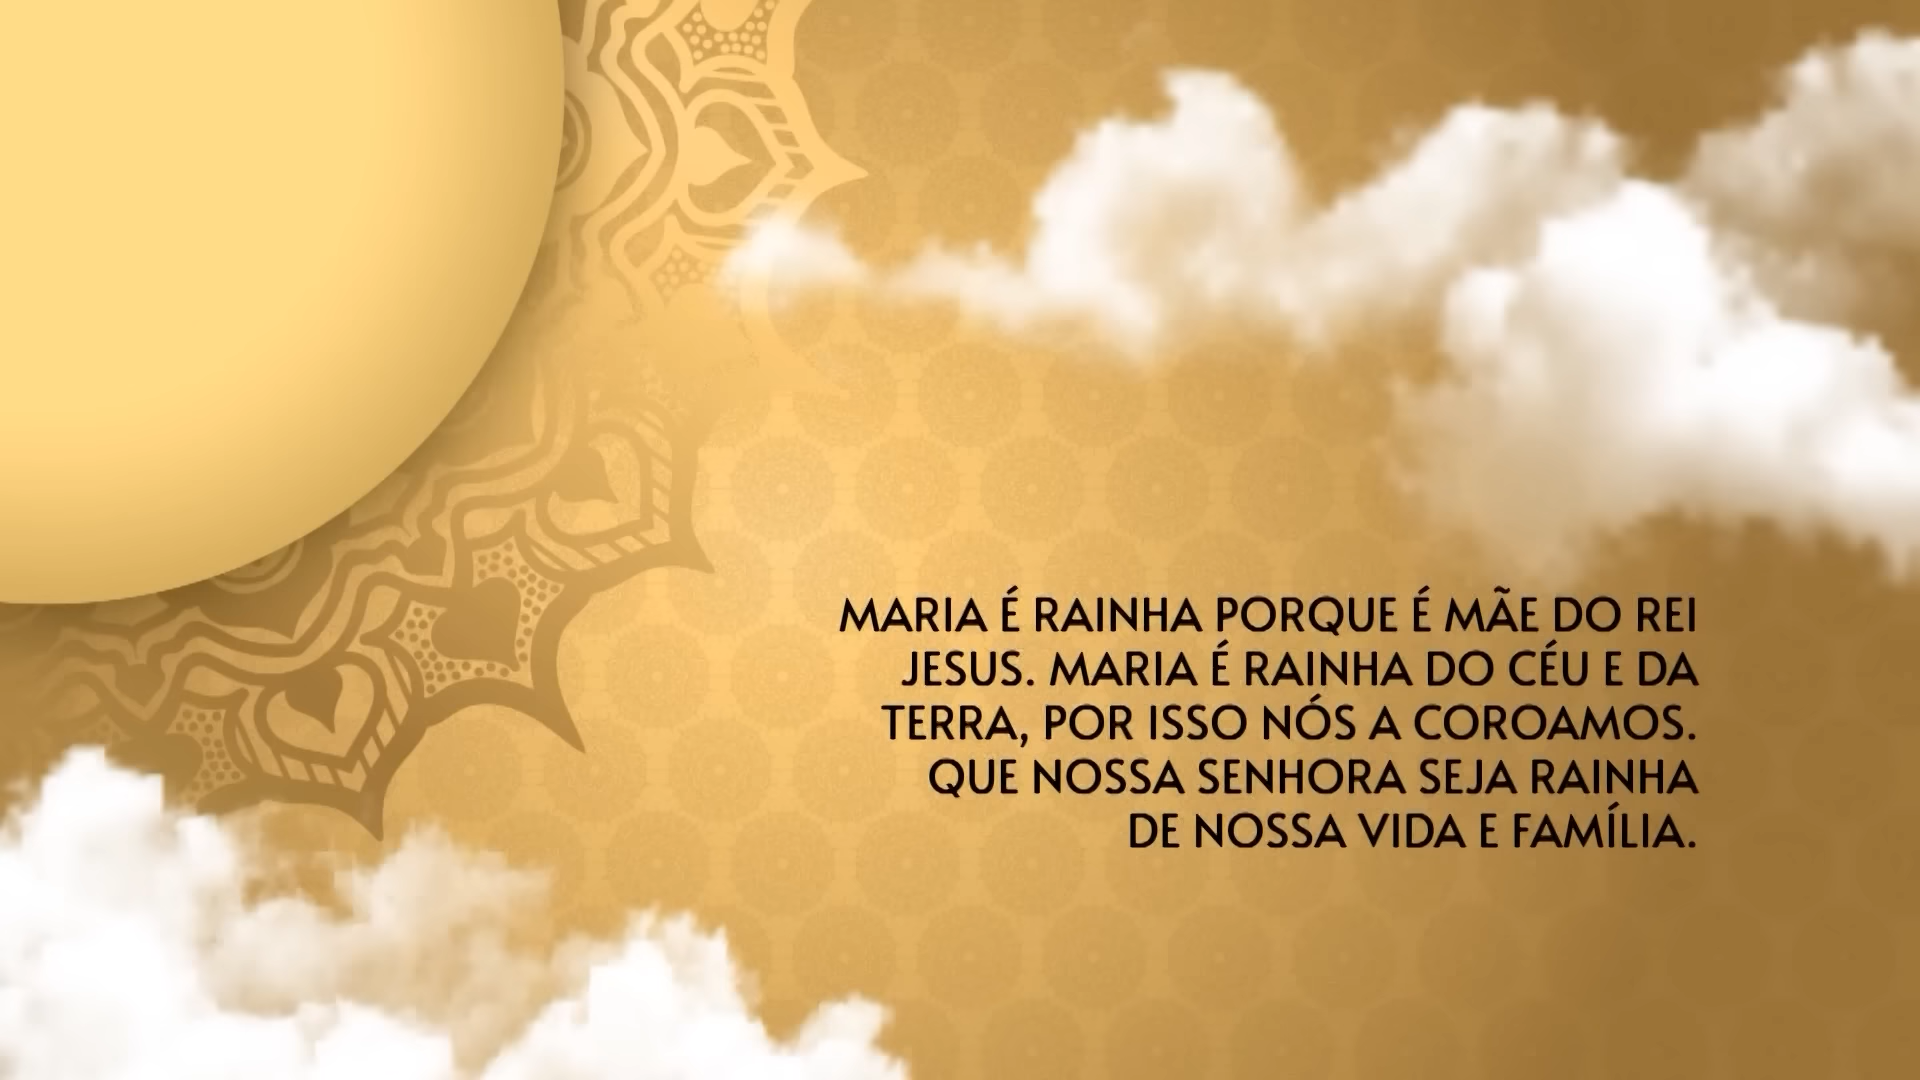 MARIA É RAINHA PORQUE É MÃE DO REI
JESUS. MARIA É RAINHA DO CÉU E DA
TERRA, POR ISSO NÓS A COROAMOS.
QUE NOSSA SENHORA SEJA RAINHA
DE NOSSA VIDA E FAMÍLIA.